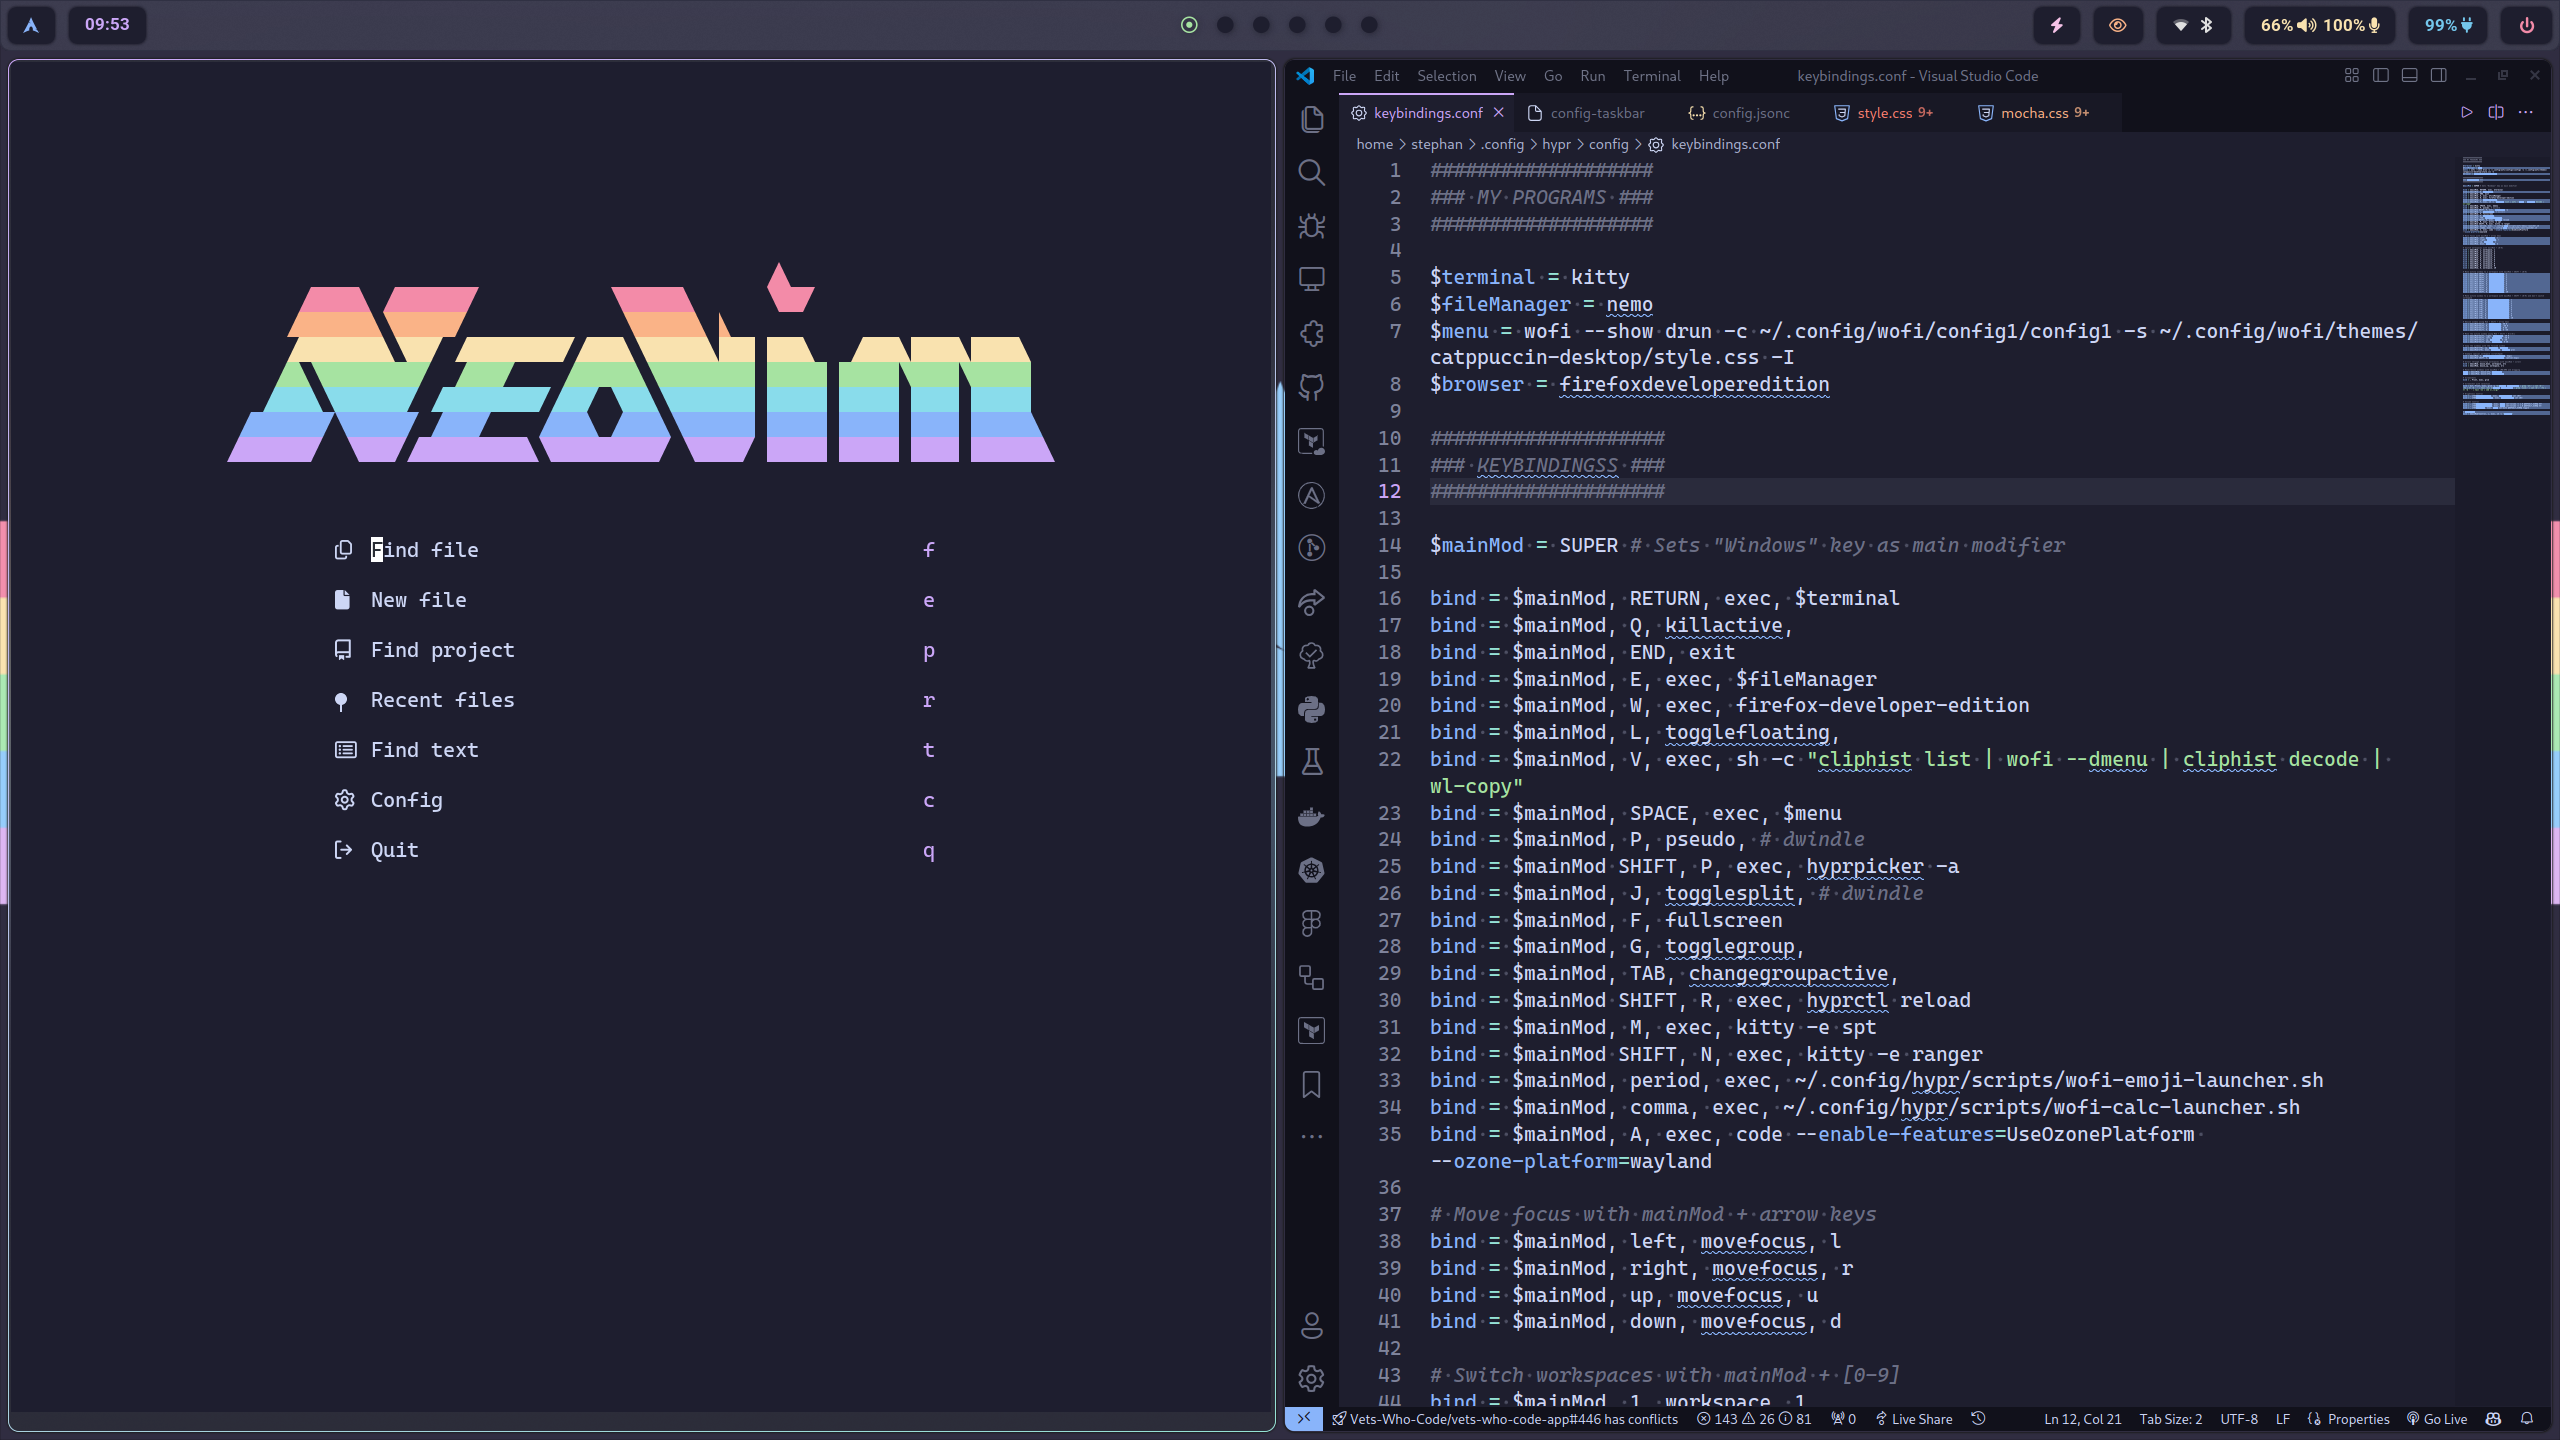 09:53
66% 100%
99%
NEOVim
Find file f
New file e
Find project p
Recent files r
Find text t
Config c
Quit q
File Edit Selection View Go Run Terminal Help keybindings.conf - Visual Studio Code
keybindings.conf config-taskbar config.jsonc style.css 9+ mocha.css 9+
home > stephan > .config > hypr > config > keybindings.conf
1 ###################
2 ### MY PROGRAMS ###
3 ###################
4
5 $terminal = kitty
6 $fileManager = nemo
7 $menu = wofi --show drun -c ~/.config/wofi/config1/config1 -s ~/.config/wofi/themes/
catppuccin-desktop/style.css -I
8 $browser = firefoxdeveloperedition
9
10 ####################
11 ### KEYBINDINGSS ###
12 ####################
13
14 $mainMod = SUPER # Sets "Windows" key as main modifier
15
16 bind = $mainMod, RETURN, exec, $terminal
17 bind = $mainMod, Q, killactive,
18 bind = $mainMod, END, exit
19 bind = $mainMod, E, exec, $fileManager
20 bind = $mainMod, W, exec, firefox-developer-edition
21 bind = $mainMod, L, togglefloating,
22 bind = $mainMod, V, exec, sh -c "cliphist list | wofi --dmenu | cliphist decode |
wl-copy"
23 bind = $mainMod, SPACE, exec, $menu
24 bind = $mainMod, P, pseudo, # dwindle
25 bind = $mainMod SHIFT, P, exec, hyprpicker -a
26 bind = $mainMod, J, togglesplit, # dwindle
27 bind = $mainMod, F, fullscreen
28 bind = $mainMod, G, togglegroup,
29 bind = $mainMod, TAB, changegroupactive,
30 bind = $mainMod SHIFT, R, exec, hyprctl reload
31 bind = $mainMod, M, exec, kitty -e spt
32 bind = $mainMod SHIFT, N, exec, kitty -e ranger
33 bind = $mainMod, period, exec, ~/.config/hypr/scripts/wofi-emoji-launcher.sh
34 bind = $mainMod, comma, exec, ~/.config/hypr/scripts/wofi-calc-launcher.sh
35 bind = $mainMod, A, exec, code --enable-features=UseOzonePlatform
--ozone-platform=wayland
36
37 # Move focus with mainMod + arrow keys
38 bind = $mainMod, left, movefocus, l
39 bind = $mainMod, right, movefocus, r
40 bind = $mainMod, up, movefocus, u
41 bind = $mainMod, down, movefocus, d
42
43 # Switch workspaces with mainMod + [0-9]
44 bind = $mainMod, 1, workspace, 1
Vets-Who-Code/vets-who-code-app#446 has conflicts 143 26 81 0 Live Share Ln 12, Col 21 Tab Size: 2 UTF-8 LF Properties Go Live